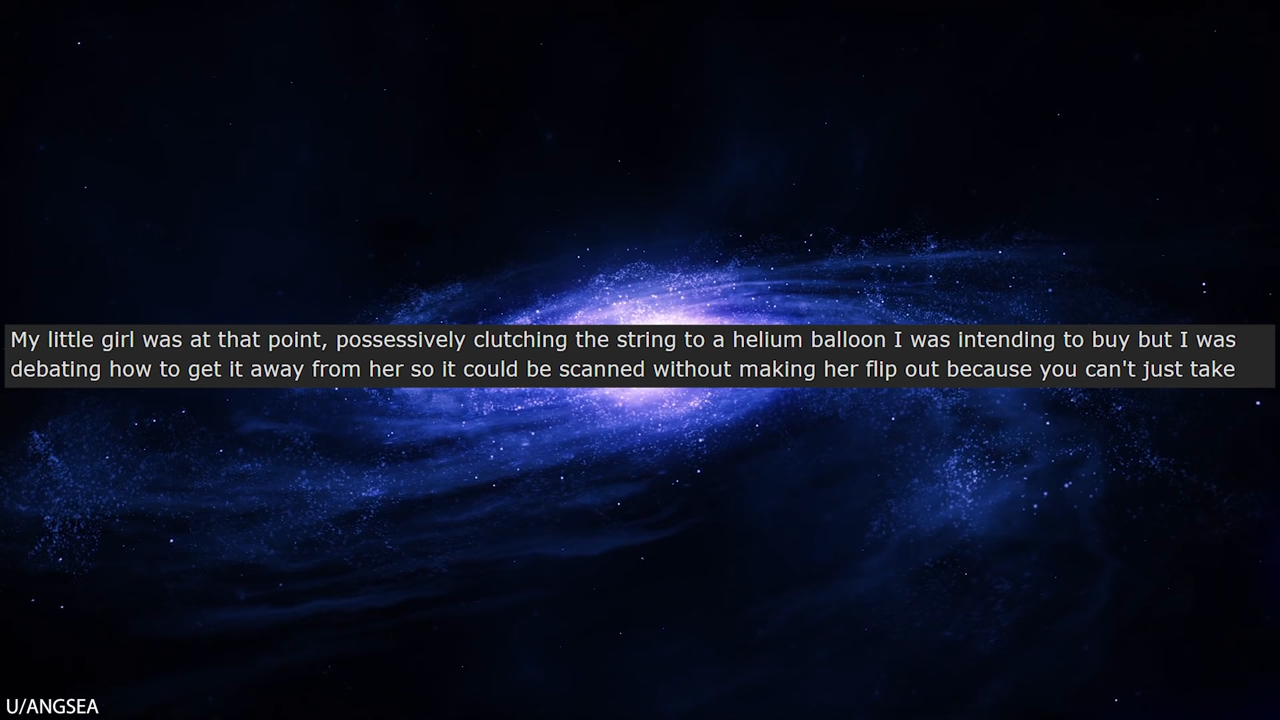 My little girl was at that point, possessively clutching the string to a helium balloon I was intending to buy but I was
debating how to get it away from her so it could be scanned without making her flip out because you can't just take
U/ANGSEA